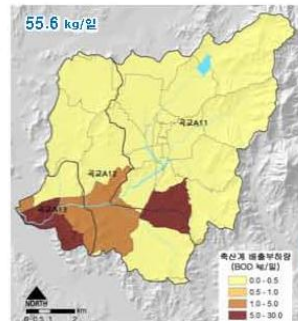 55.6 kg/일
곡교A11
곡교A12
곡교A13
축산계 배출부하량
(BOD kg/일)
0.0 - 0.5
0.5 - 1.0
1.0 - 5.0
5.0 - 30.0
NORTH